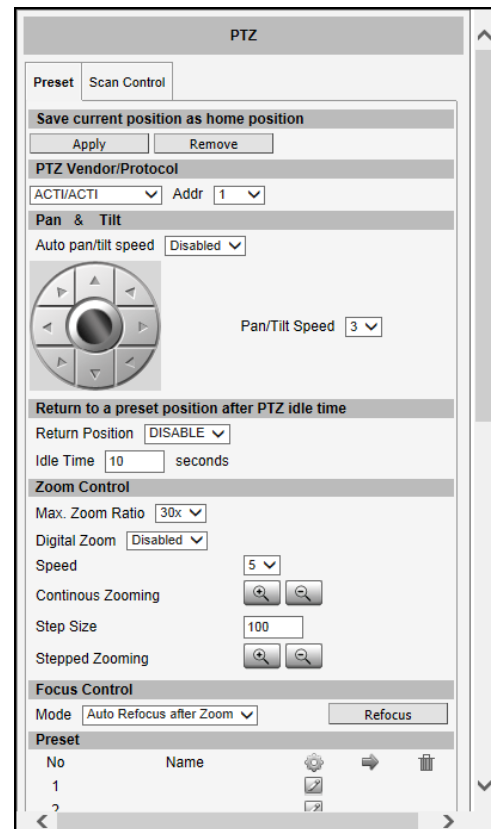 PTZ
Preset Scan Control
Save current position as home position
Apply Remove
PTZ Vendor/Protocol
ACTI/ACTI Addr 1
Pan & Tilt
Auto pan/tilt speed Disabled
Pan/Tilt Speed 3
Return to a preset position after PTZ idle time
Return Position DISABLE
Idle Time 10 seconds
Zoom Control
Max. Zoom Ratio 30x
Digital Zoom Disabled
Speed 5
Continous Zooming
Step Size 100
Stepped Zooming
Focus Control
Mode Auto Refocus after Zoom Refocus
Preset
No Name
1
2